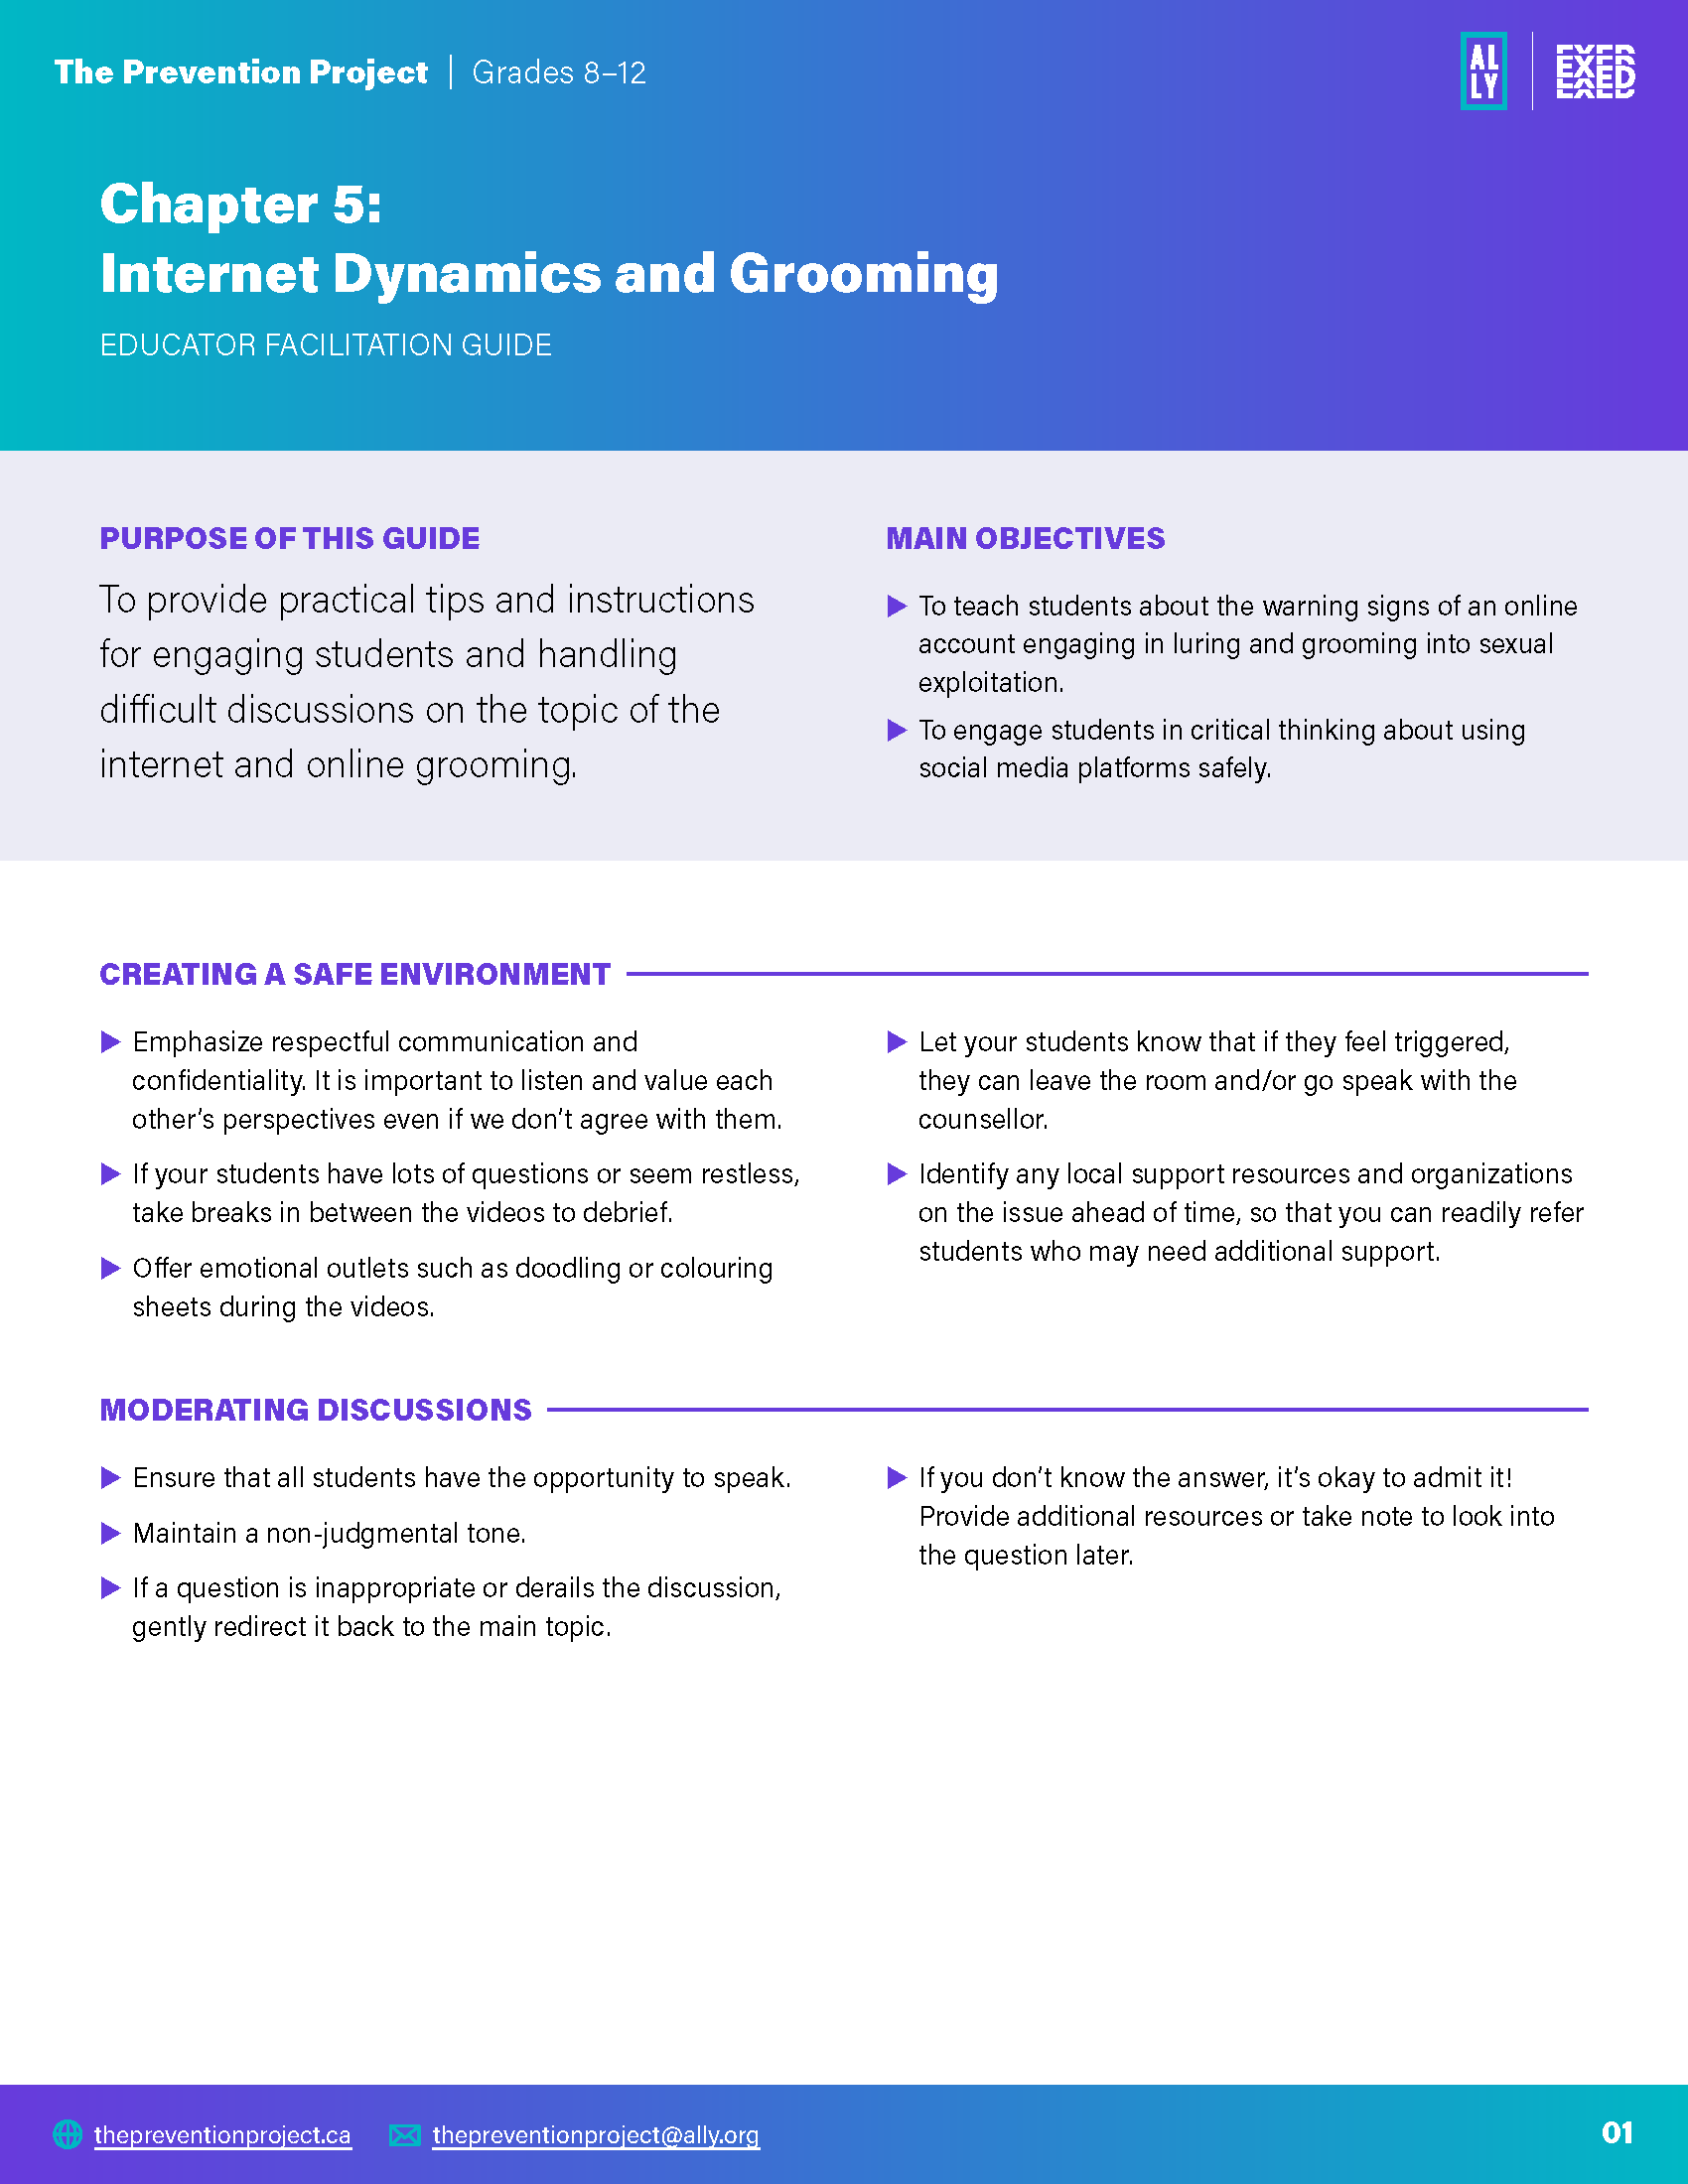 The Prevention Project | Grades 8–12
AL
LY
EXED
Chapter 5:
Internet Dynamics and Grooming
EDUCATOR FACILITATION GUIDE
PURPOSE OF THIS GUIDE
To provide practical tips and instructions
for engaging students and handling
difficult discussions on the topic of the
internet and online grooming.
MAIN OBJECTIVES
▶ To teach students about the warning signs of an online
account engaging in luring and grooming into sexual
exploitation.
▶ To engage students in critical thinking about using
social media platforms safely.
CREATING A SAFE ENVIRONMENT
▶ Emphasize respectful communication and
confidentiality. It is important to listen and value each
other’s perspectives even if we don’t agree with them.
▶ If your students have lots of questions or seem restless,
take breaks in between the videos to debrief.
▶ Offer emotional outlets such as doodling or colouring
sheets during the videos.
▶ Let your students know that if they feel triggered,
they can leave the room and/or go speak with the
counsellor.
▶ Identify any local support resources and organizations
on the issue ahead of time, so that you can readily refer
students who may need additional support.
MODERATING DISCUSSIONS
▶ Ensure that all students have the opportunity to speak.
▶ Maintain a non-judgmental tone.
▶ If a question is inappropriate or derails the discussion,
gently redirect it back to the main topic.
▶ If you don’t know the answer, it’s okay to admit it!
Provide additional resources or take note to look into
the question later.
thepreventionproject.ca
thepreventionproject@ally.org
01